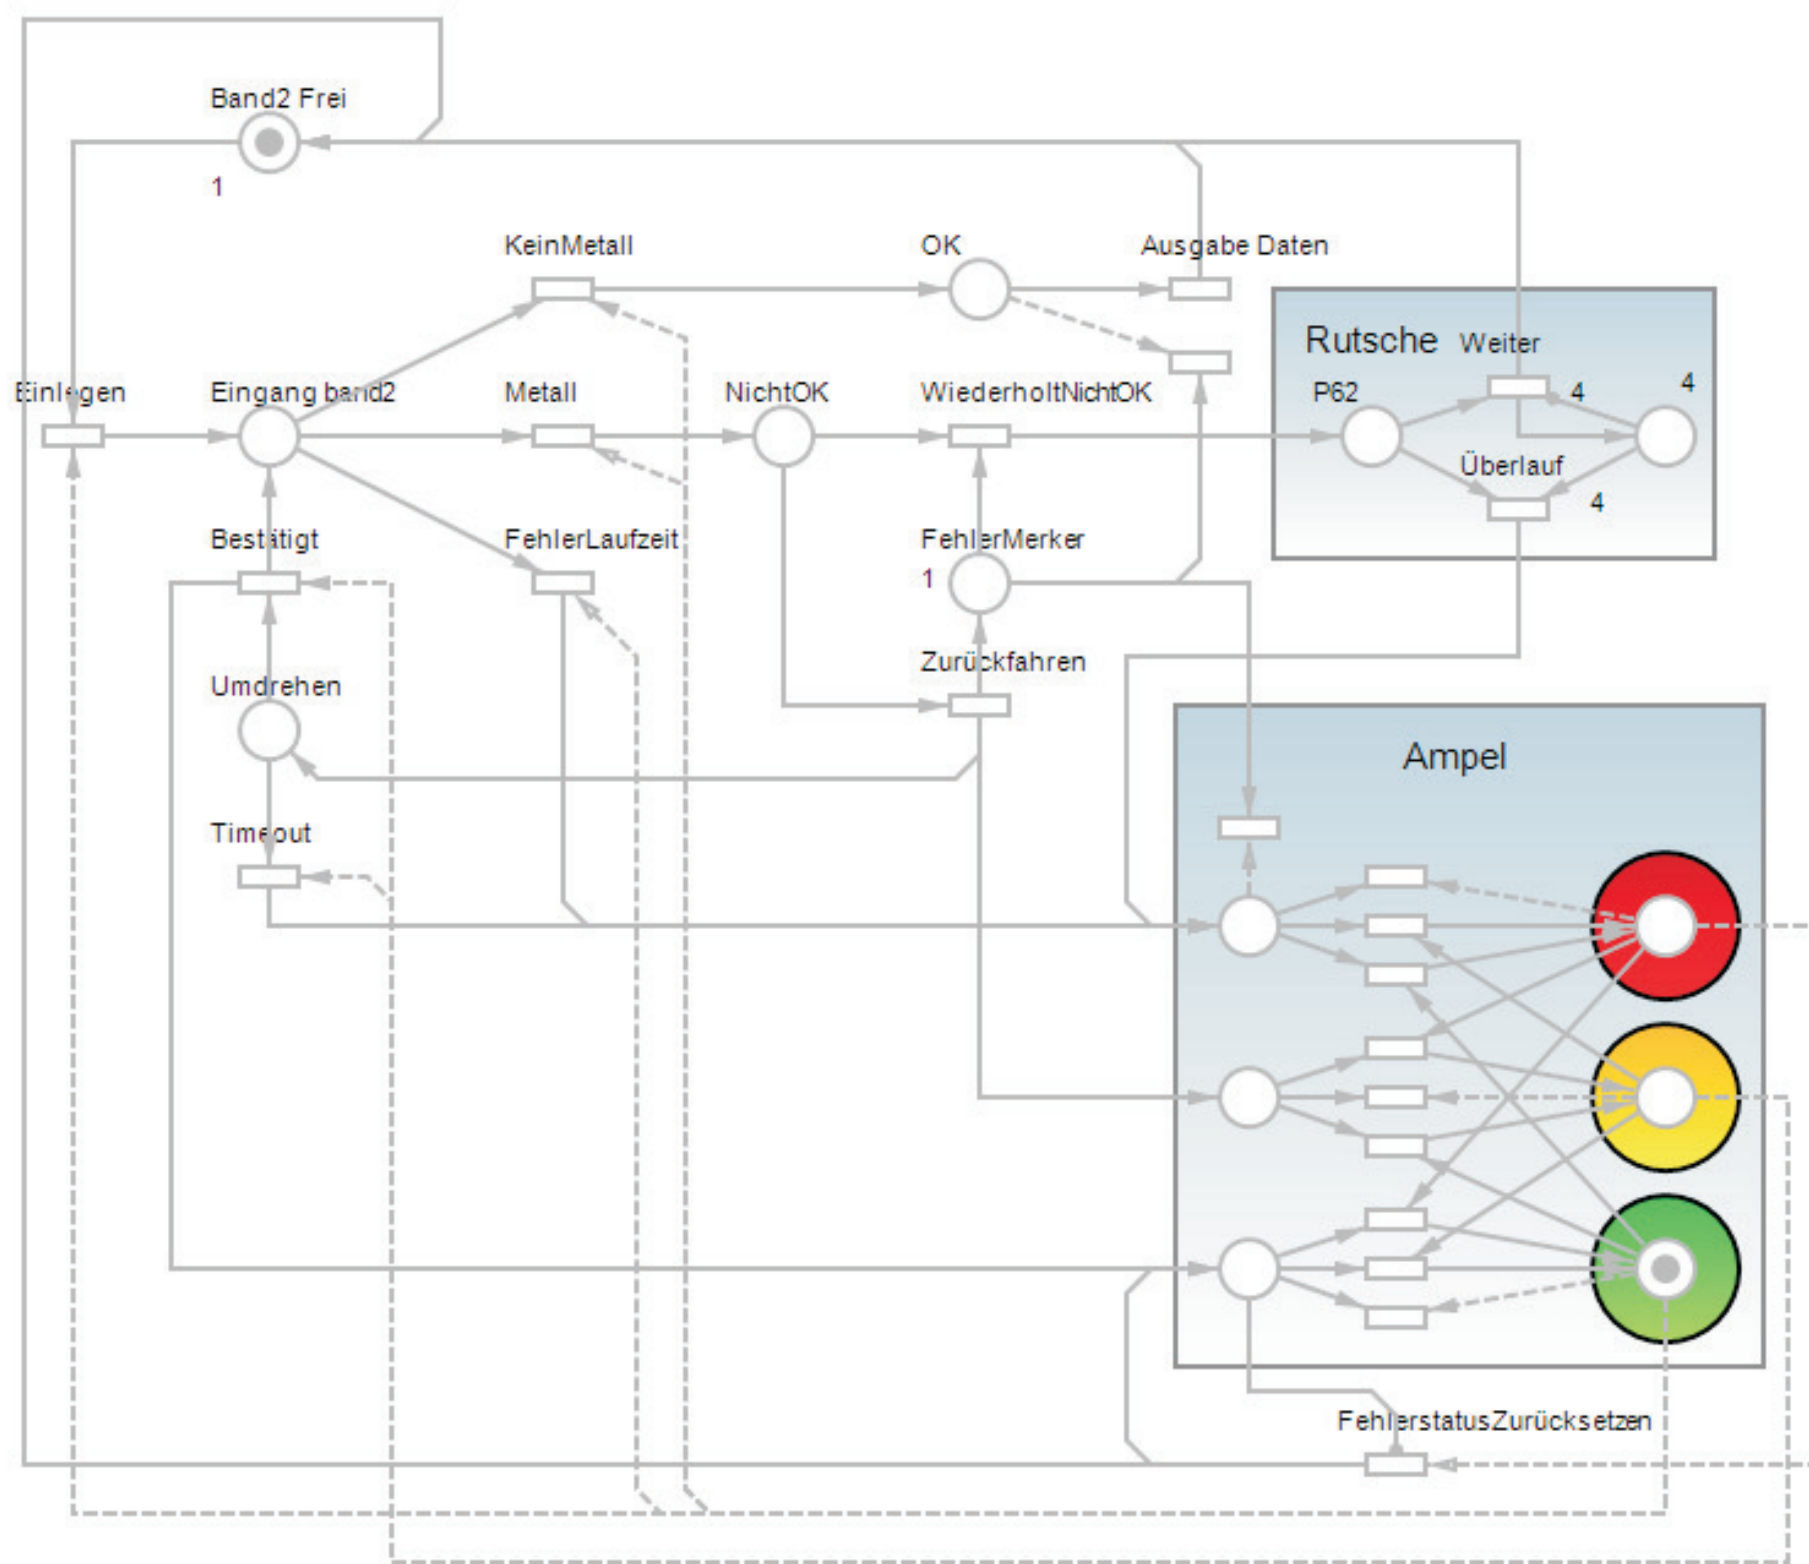 Band2 Frei
1
KeinMetall
OK
Ausgabe Daten
Rutsche
Weiter
Einlegen
Eingang band2
Metall
NichtOK
WiederholtNichtOK
P62
4
4
Überlauf
4
Bestätigt
FehlerLaufzeit
FehlerMerker
1
Zurückfahren
Umdrehen
Ampel
Timeout
FehlerstatusZurücksetzen